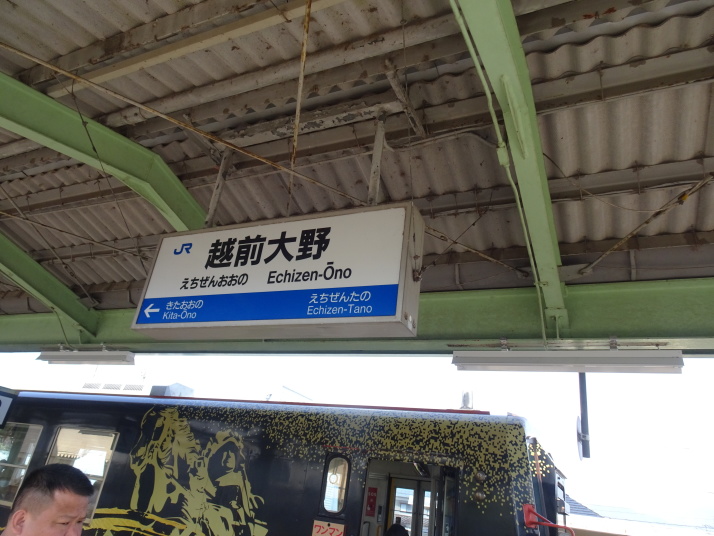 JR 越前大野
えちぜんおおの Echizen-Ōno
← きたおおの えちぜんたの
Kita-Ōno Echizen-Tano
ワンマン